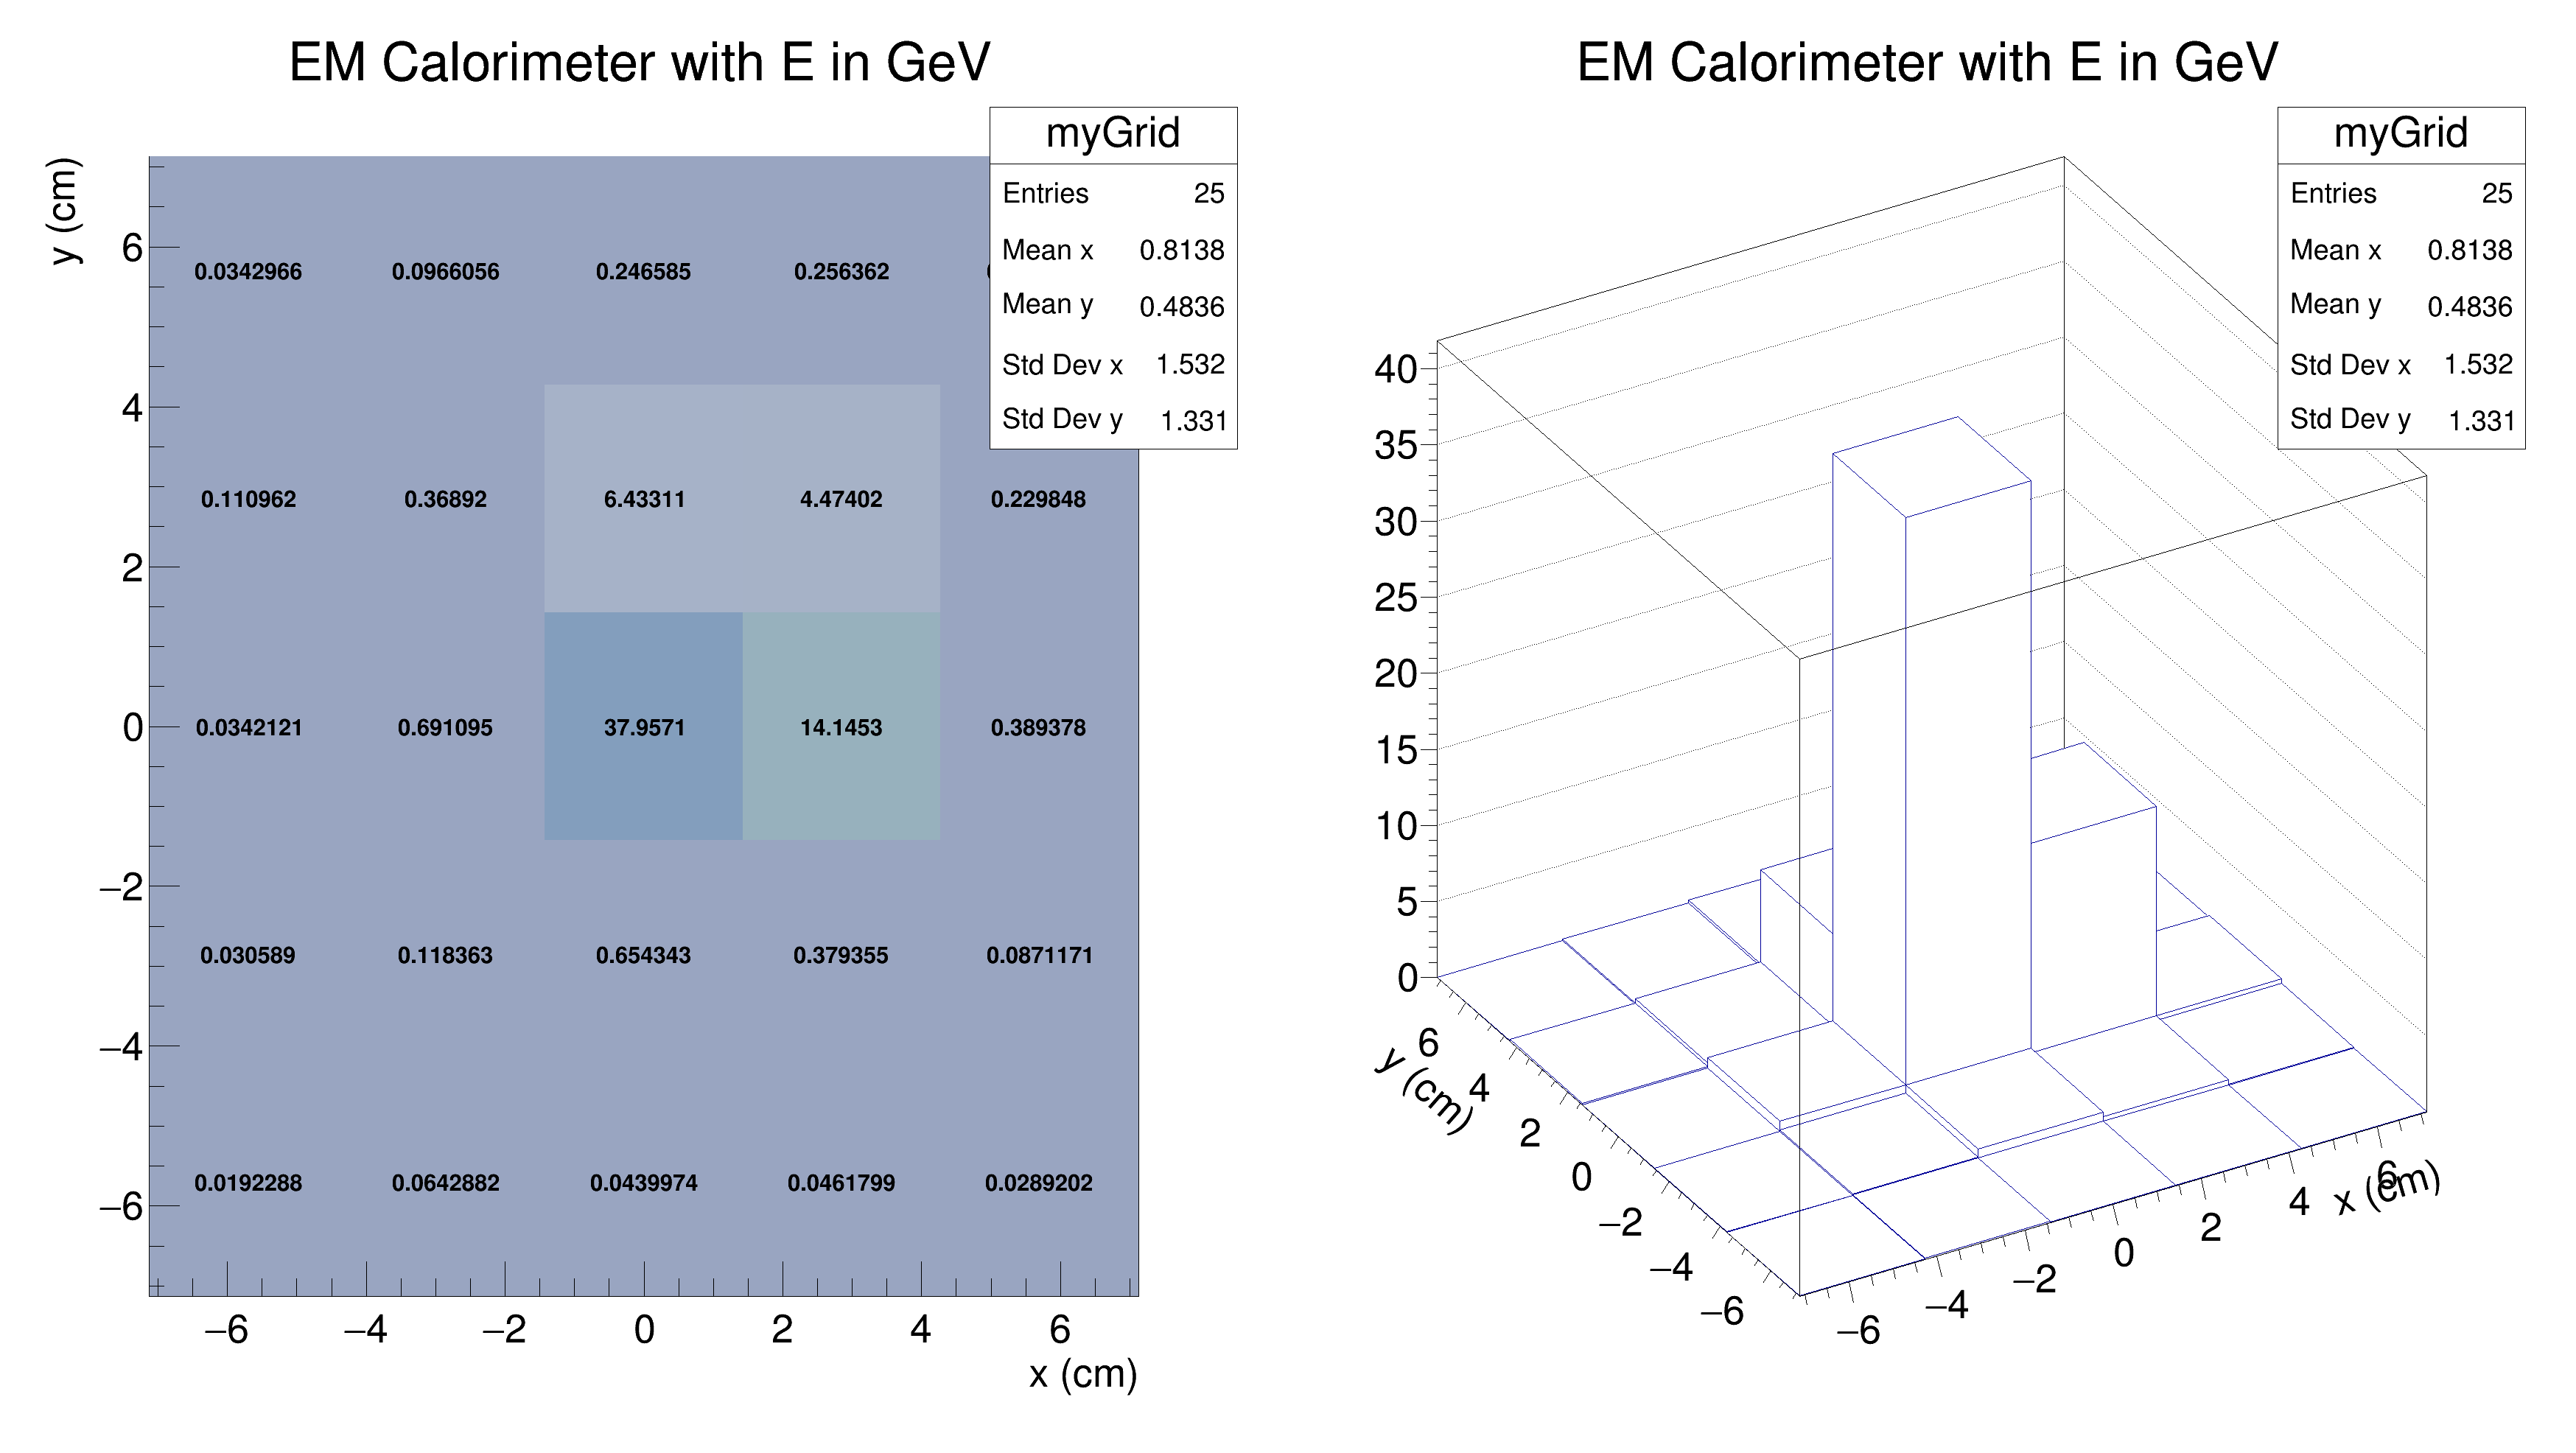 EM Calorimeter with E in GeV
myGrid
Entries 25
Mean x 0.8138
Mean y 0.4836
Std Dev x 1.532
Std Dev y 1.331
y (cm)
6
4
2
0
−2
−4
−6
0.0342966 0.0966056 0.246585 0.256362
0.110962 0.36892 6.43311 4.47402 0.229848
0.0342121 0.691095 37.9571 14.1453 0.389378
0.030589 0.118363 0.654343 0.379355 0.0871171
0.0192288 0.0642882 0.0439974 0.0461799 0.0289202
−6 −4 −2 0 2 4 6
x (cm)
EM Calorimeter with E in GeV
myGrid
Entries 25
Mean x 0.8138
Mean y 0.4836
Std Dev x 1.532
Std Dev y 1.331
40
35
30
25
20
15
10
5
0
6
4
2
0
−2
−4
−6
y (cm)
−6 −4 −2 0 2 4 6
x (cm)